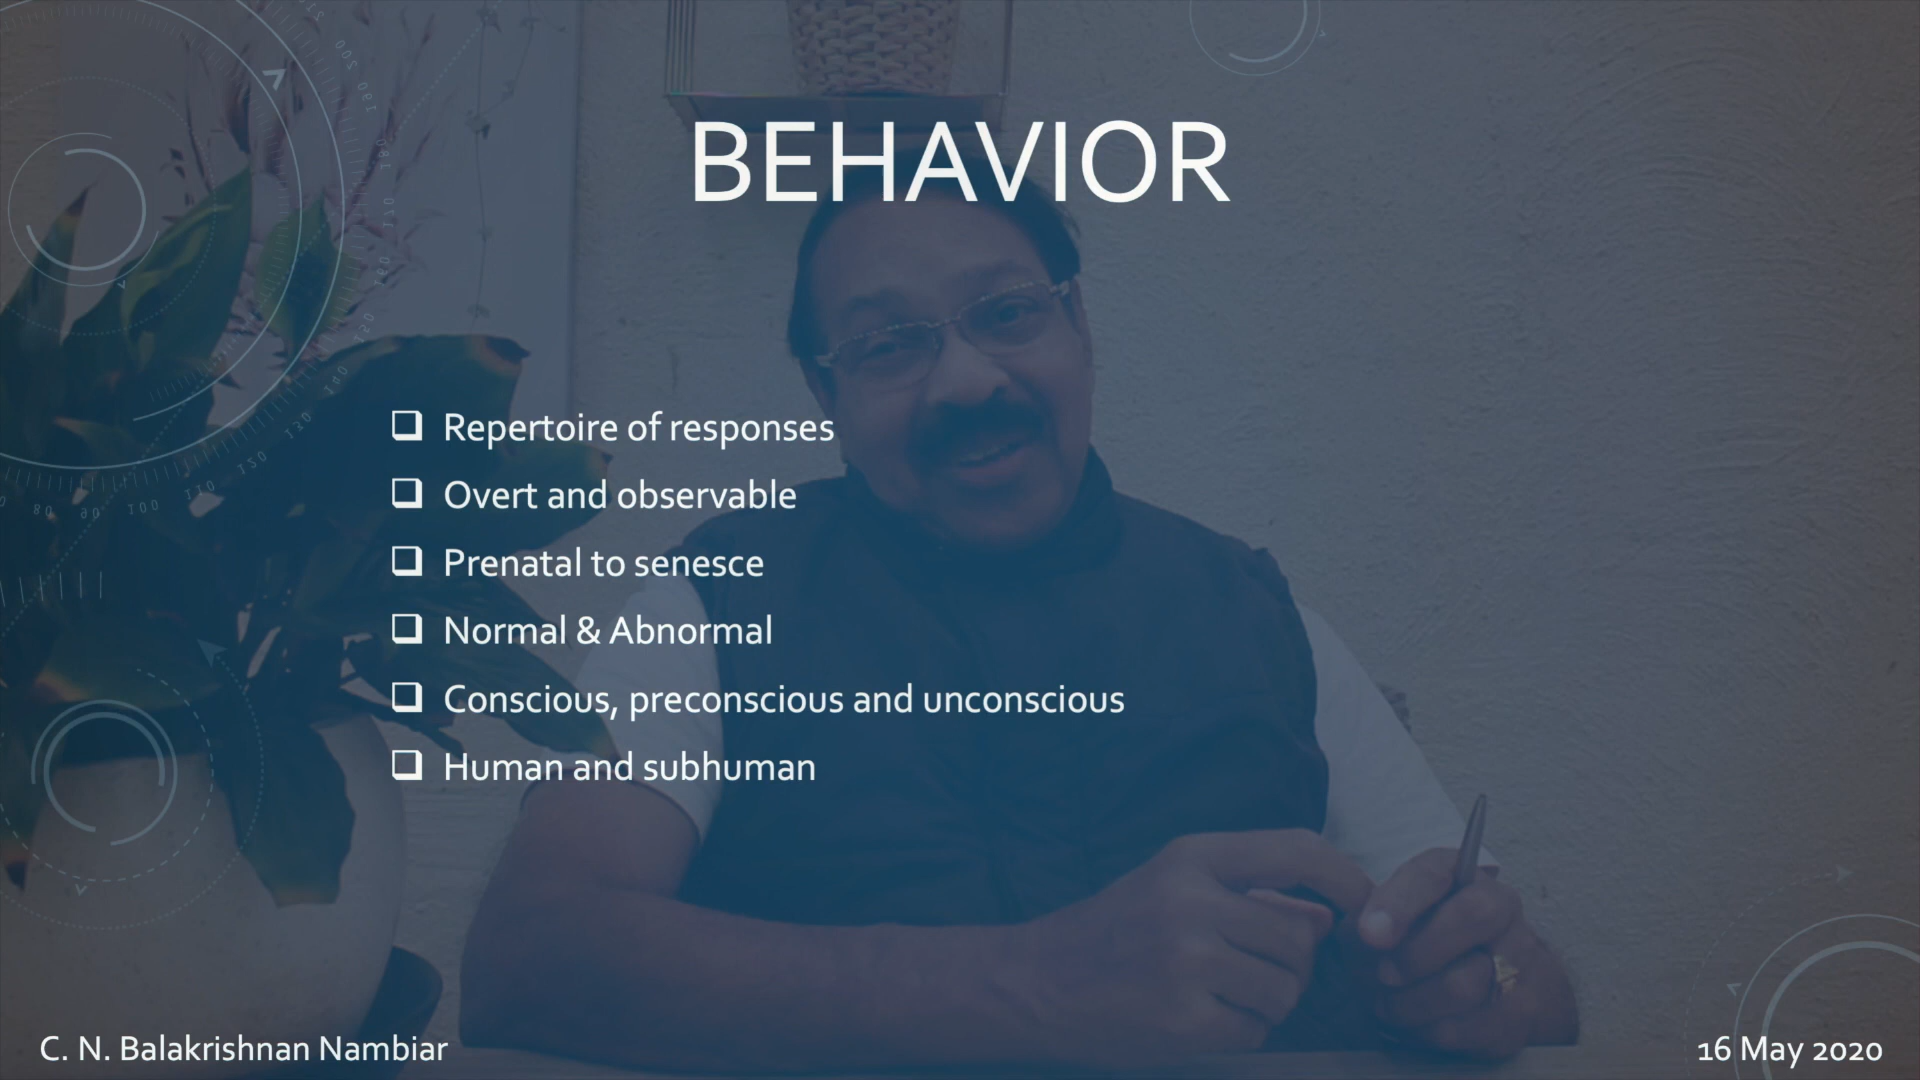 BEHAVIOR
❑ Repertoire of responses
❑ Overt and observable
❑ Prenatal to senesce
❑ Normal & Abnormal
❑ Conscious, preconscious and unconscious
❑ Human and subhuman
C. N. Balakrishnan Nambiar
16 May 2020